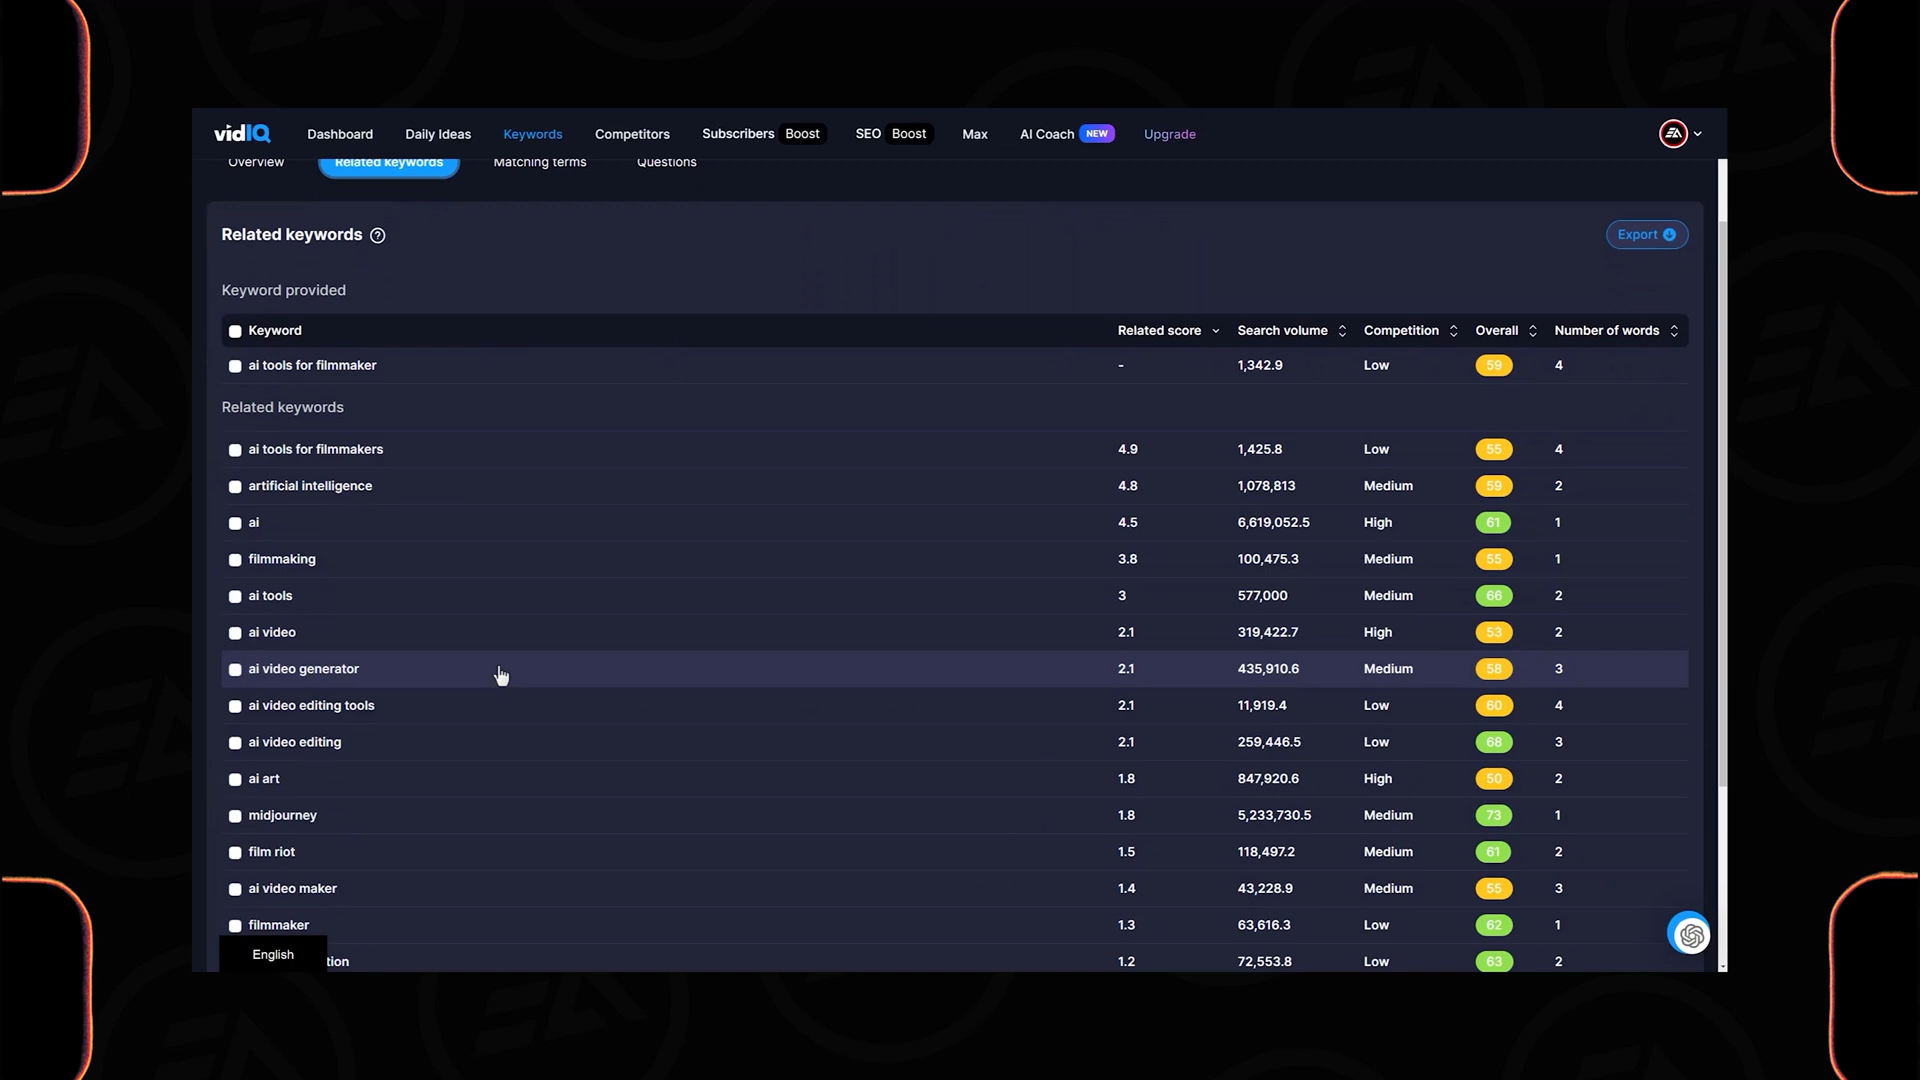 vidIQ Dashboard Daily Ideas Keywords Competitors Subscribers Boost SEO Boost Max AI Coach NEW Upgrade
Overview Related keywords Matching terms Questions
Related keywords ? Export
Keyword provided
Keyword Related score Search volume Competition Overall Number of words
ai tools for filmmaker - 1,342.9 Low 59 4
Related keywords
ai tools for filmmakers 4.9 1,425.8 Low 55 4
artificial intelligence 4.8 1,078,813 Medium 59 2
ai 4.5 6,619,052.5 High 61 1
filmmaking 3.8 100,475.3 Medium 55 1
ai tools 3 577,000 Medium 66 2
ai video 2.1 319,422.7 High 53 2
ai video generator 2.1 435,910.6 Medium 58 3
ai video editing tools 2.1 11,919.4 Low 60 4
ai video editing 2.1 259,446.5 Low 68 3
ai art 1.8 847,920.6 High 50 2
midjourney 1.8 5,233,730.5 Medium 73 1
film riot 1.5 118,497.2 Medium 61 2
ai video maker 1.4 43,228.9 Medium 55 3
filmmaker 1.3 63,616.3 Low 62 1
tion 1.2 72,553.8 Low 63 2
English